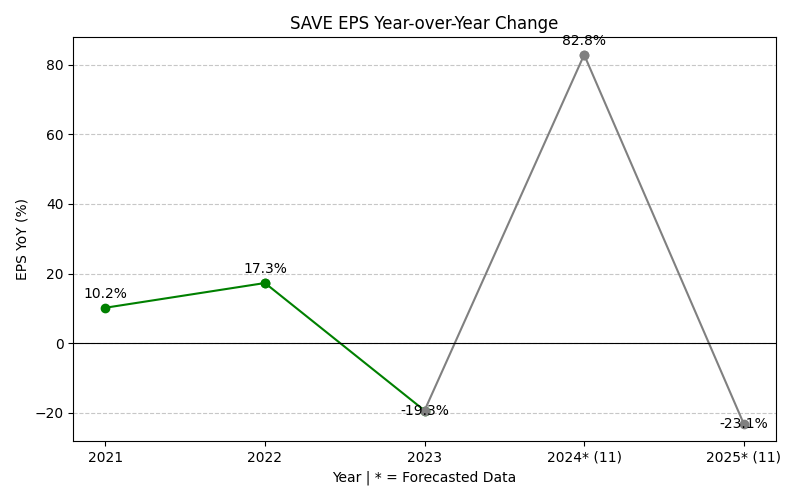 SAVE EPS Year-over-Year Change
82.8%
80
60
40
20
17.3%
10.2%
0
-19.3%
−20
-23.1%
EPS YoY (%)
2021 2022 2023 2024* (11) 2025* (11)
Year | * = Forecasted Data